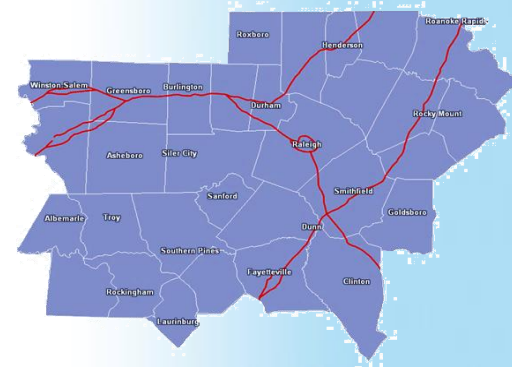 Roxboro
Roanoke Rapid
Henderson
Winston-Salem
Greensboro
Burlington
Durham
Rocky Mount
Raleigh
Asheboro
Siler City
Smithfield
Sanford
Goldsboro
Albemarle
Troy
Dunn
Southern Pines
Fayetteville
Clinton
Rockingham
Laurinburg